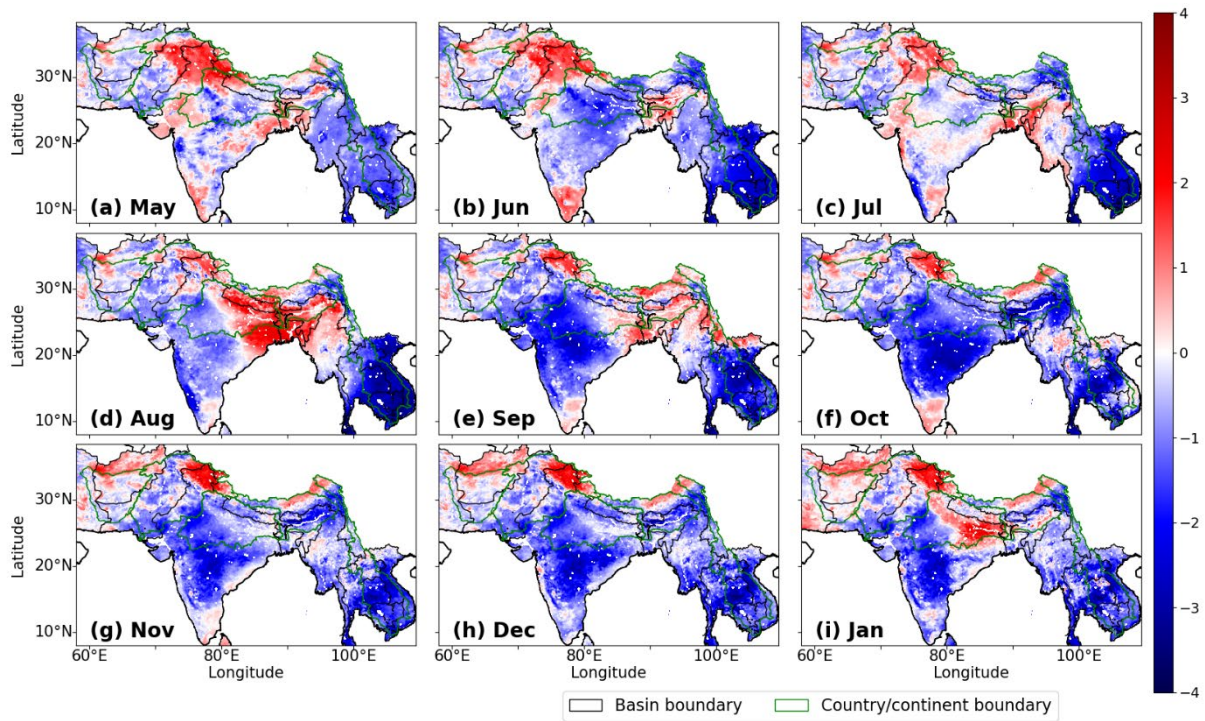 4
30°N
Latitude
20°N
10°N
(a) May
(b) Jun
(c) Jul
3
2
30°N
Latitude
20°N
10°N
(d) Aug
(e) Sep
(f) Oct
1
0
−1
30°N
Latitude
20°N
10°N
(g) Nov
(h) Dec
(i) Jan
−2
−3
−4
60°E
80°E
100°E
60°E
80°E
100°E
60°E
80°E
100°E
Longitude
Longitude
Longitude
Basin boundary
Country/continent boundary